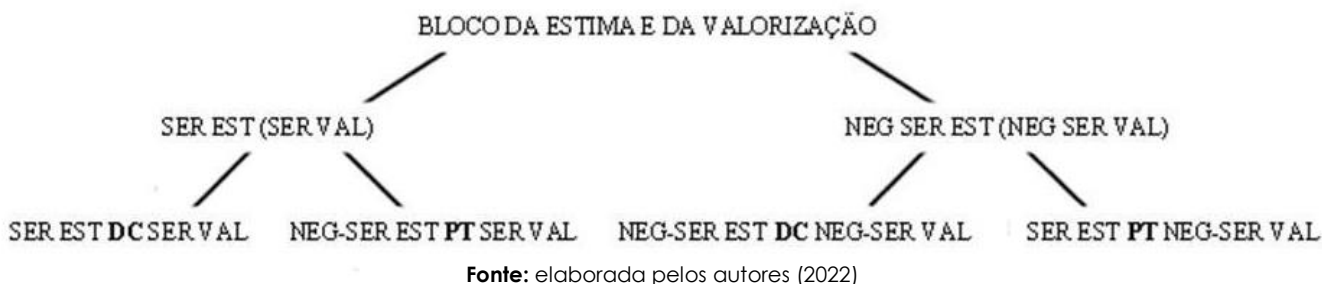 BLOCO DA ESTIMA E DA VALORIZAÇÃO
SER EST (SER VAL) NEG SER EST (NEG SER VAL)
SER EST DC SER VAL NEG-SER EST PT SER VAL NEG-SER EST DC NEG-SER VAL SER EST PT NEG-SER VAL
Fonte: elaborada pelos autores (2022)